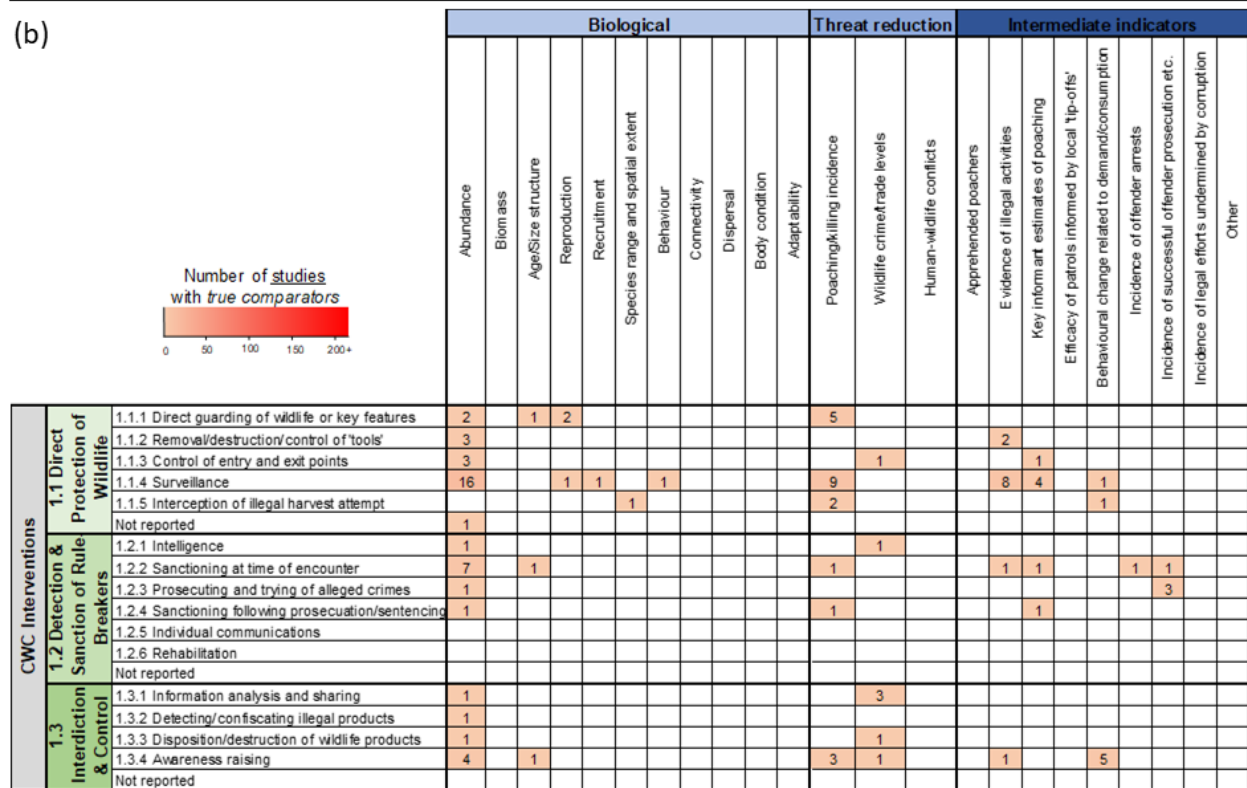 (b)
Biological Threat reduction Intermediate indicators
Abundance
Biomass
Age/Size structure
Reproduction
Recruitment
Species range and spatial extent
Behaviour
Connectivity
Dispersal
Body condition
Adaptability
Poaching/killing incidence
Wildlife crime/trade levels
Human-wildlife conflicts
Apprehended poachers
Evidence of illegal activities
Key informant estimates of poaching
Efficacy of patrols informed by local 'tip-offs'
Behavioural change related to demand/consumption
Incidence of offender arrests
Incidence of successful offender prosecution etc.
Incidence of legal efforts undermined by corruption
Other
Number of studies
with true comparators
0 50 100 150 200+
CWC Interventions
1.1 Direct
Protection of
Wildlife
1.1.1 Direct guarding of wildlife or key features 2 1 2 5
1.1.2 Removal/destruction/control of 'tools' 3 2
1.1.3 Control of entry and exit points 3 1 1
1.1.4 Surveillance 16 1 1 1 9 8 4 1
1.1.5 Interception of illegal harvest attempt 1 2 1
Not reported 1
1.2 Detection &
Sanction of Rule-
Breakers
1.2.1 Intelligence 1 1
1.2.2 Sanctioning at time of encounter 7 1 1 1 1 1 1
1.2.3 Prosecuting and trying of alleged crimes 1 3
1.2.4 Sanctioning following prosecuation/sentencing 1 1 1
1.2.5 Individual communications
1.2.6 Rehabilitation
Not reported
1.3
Interdiction
& Control
1.3.1 Information analysis and sharing 1 3
1.3.2 Detecting/confiscating illegal products 1
1.3.3 Disposition/destruction of wildlife products 1 1
1.3.4 Awareness raising 4 1 3 1 1 5
Not reported